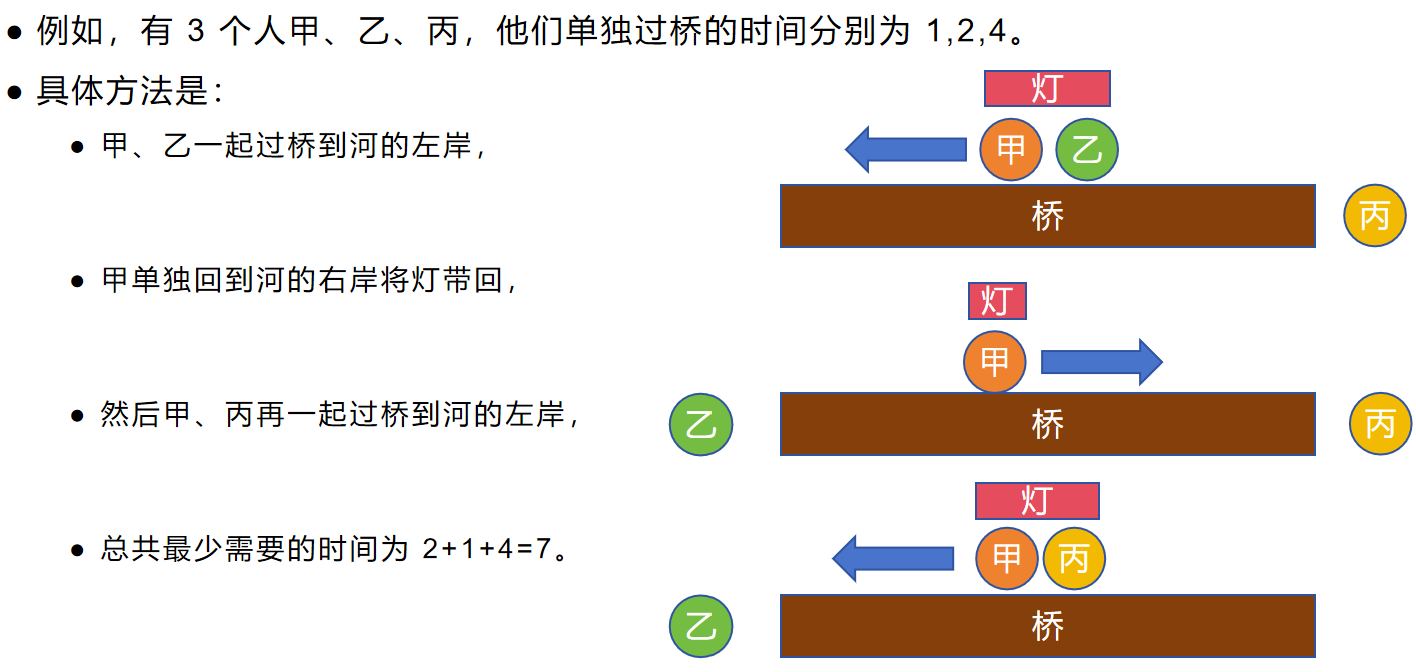 例如，有 3 个人甲、乙、丙，他们单独过桥的时间分别为 1,2,4。
具体方法是：
灯
甲、乙一起过桥到河的左岸，
甲 乙
桥
丙
甲单独回到河的右岸将灯带回，
灯
甲
然后甲、丙再一起过桥到河的左岸，
乙
桥
丙
灯
总共最少需要的时间为 2+1+4=7。
甲 丙
乙
桥